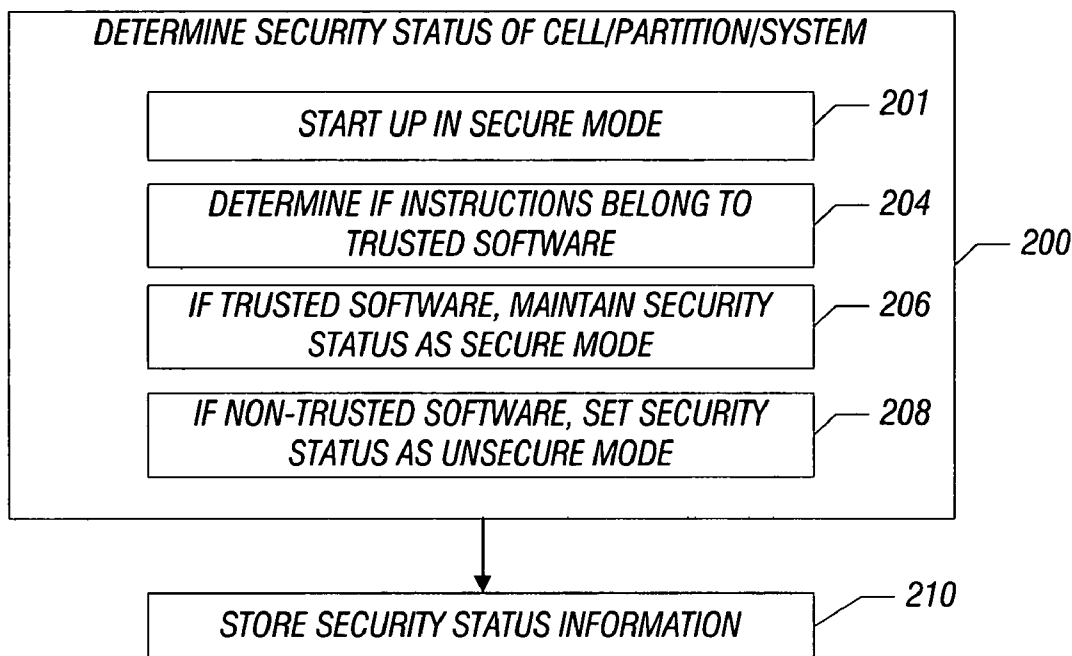 DETERMINE SECURITY STATUS OF CELL/PARTITION/SYSTEM
START UP IN SECURE MODE
201
DETERMINE IF INSTRUCTIONS BELONG TO
TRUSTED SOFTWARE
204
200
IF TRUSTED SOFTWARE, MAINTAIN SECURITY
STATUS AS SECURE MODE
206
IF NON-TRUSTED SOFTWARE, SET SECURITY
STATUS AS UNSECURE MODE
208
STORE SECURITY STATUS INFORMATION
210